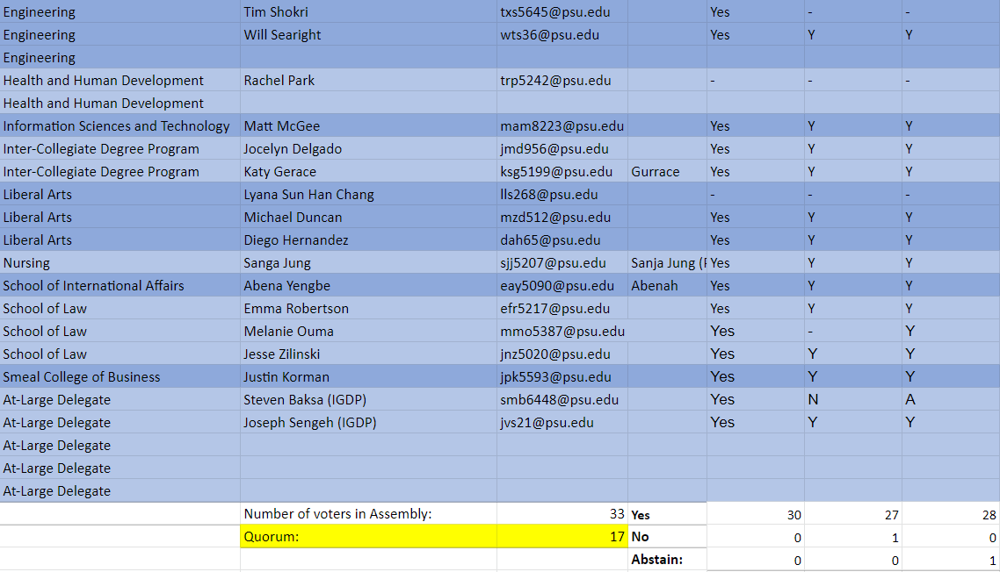 Engineering Tim Shokri txs5645@psu.edu Yes - -
Engineering Will Searight wts36@psu.edu Yes Y Y
Engineering
Health and Human Development Rachel Park trp5242@psu.edu - - -
Health and Human Development
Information Sciences and Technology Matt McGee mam8223@psu.edu Yes Y Y
Inter-Collegiate Degree Program Jocelyn Delgado jmd956@psu.edu Yes Y Y
Inter-Collegiate Degree Program Katy Gerace ksg5199@psu.edu Gurrace Yes Y Y
Liberal Arts Lyana Sun Han Chang lls268@psu.edu - - -
Liberal Arts Michael Duncan mzd512@psu.edu Yes Y Y
Liberal Arts Diego Hernandez dah65@psu.edu Yes Y Y
Nursing Sanga Jung sjj5207@psu.edu Sanja Jung ( Yes Y Y
School of International Affairs Abena Yengbe eay5090@psu.edu Abenah Yes Y Y
School of Law Emma Robertson efr5217@psu.edu Yes Y Y
School of Law Melanie Ouma mmo5387@psu.edu Yes - Y
School of Law Jesse Zilinski jnz5020@psu.edu Yes Y Y
Smeal College of Business Justin Korman jpk5593@psu.edu Yes Y Y
At-Large Delegate Steven Baksa (IGDP) smb6448@psu.edu Yes N A
At-Large Delegate Joseph Sengeh (IGDP) jvs21@psu.edu Yes Y Y
At-Large Delegate
At-Large Delegate
At-Large Delegate
Number of voters in Assembly: 33 Yes 30 27 28
Quorum: 17 No 0 1 0
Abstain: 0 0 1